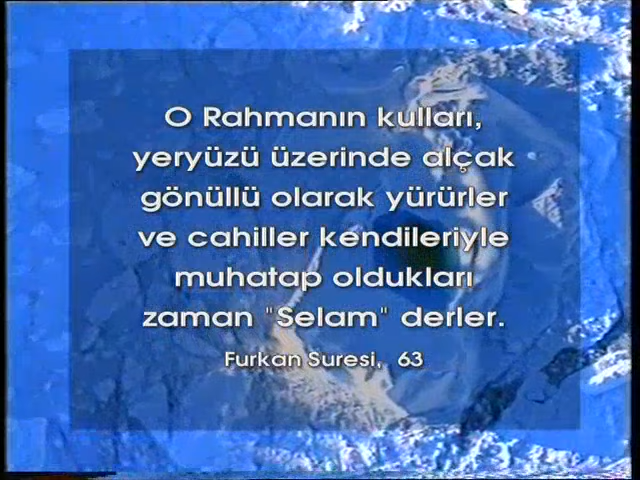 O Rahmanın kulları,
yeryüzü üzerinde alçak
gönüllü olarak yürürler
ve cahiller kendileriyle
muhatap oldukları
zaman "Selam" derler.
Furkan Suresi, 63